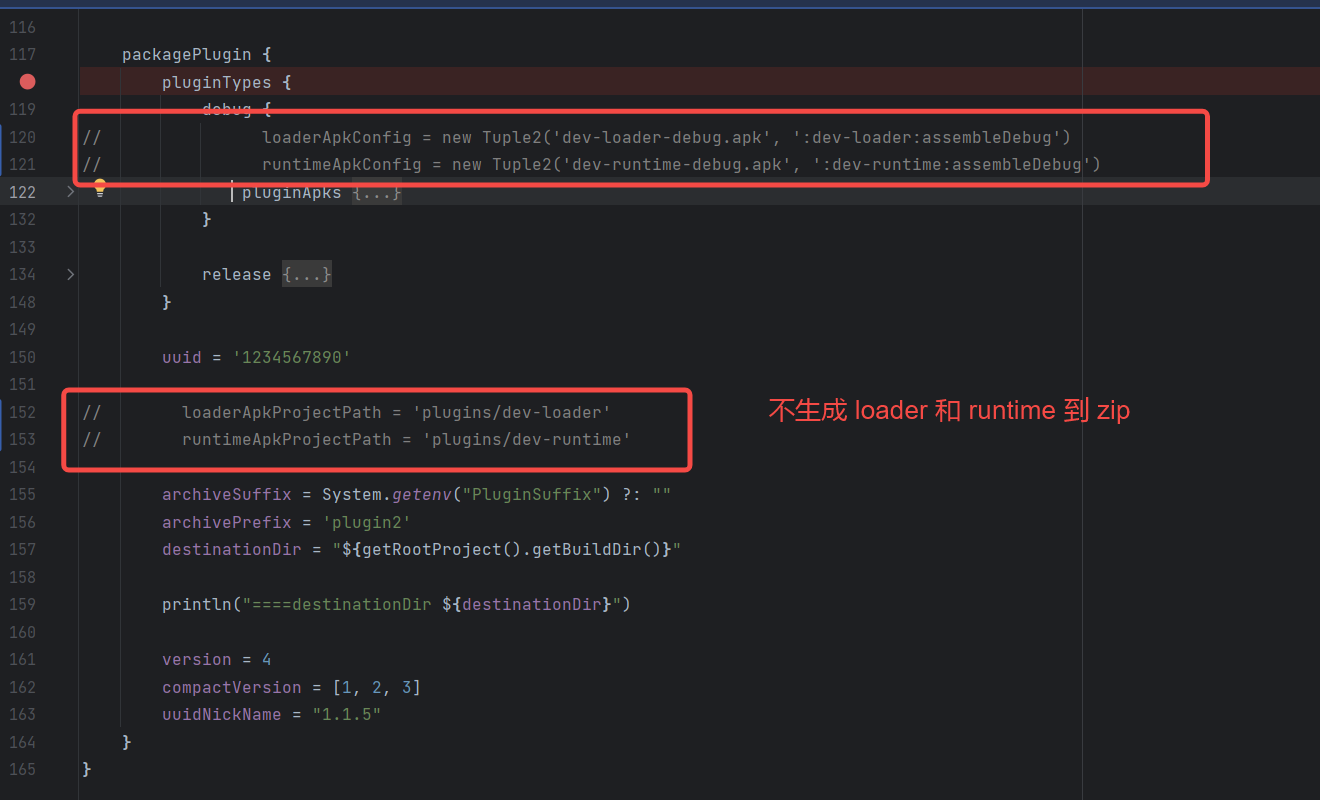 116
117 packagePlugin {
pluginTypes {
119 debug {
120 // loaderApkConfig = new Tuple2('dev-loader-debug.apk', ':dev-loader:assembleDebug')
121 // runtimeApkConfig = new Tuple2('dev-runtime-debug.apk', ':dev-runtime:assembleDebug')
122 pluginApks {...}
132 }
133
134 release {...}
148 }
149
150 uuid = '1234567890'
151
152 // loaderApkProjectPath = 'plugins/dev-loader'
不生成 loader 和 runtime 到 zip
153 // runtimeApkProjectPath = 'plugins/dev-runtime'
154
155 archiveSuffix = System.getenv("PluginSuffix") ?: ""
156 archivePrefix = 'plugin2'
157 destinationDir = "${getRootProject().getBuildDir()}"
158
159 println("====destinationDir ${destinationDir}")
160
161 version = 4
162 compactVersion = [1, 2, 3]
163 uuidNickName = "1.1.5"
164 }
165 }